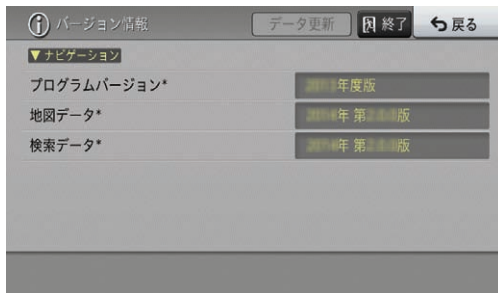 バージョン情報 データ更新 終了 戻る
▼ナビゲーション
プログラムバージョン* 年度版
地図データ* 年 第 版
検索データ* 年 第 版